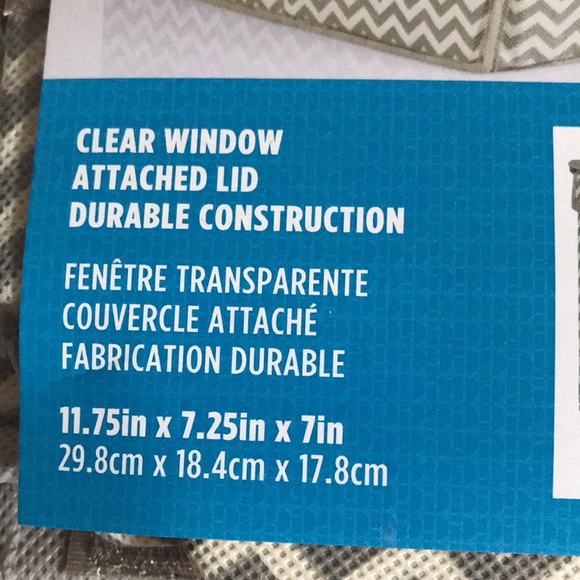 CLEAR WINDOW
ATTACHED LID
DURABLE CONSTRUCTION
FENÊTRE TRANSPARENTE
COUVERCLE ATTACHÉ
FABRICATION DURABLE
11.75in x 7.25in x 7in
29.8cm x 18.4cm x 17.8cm